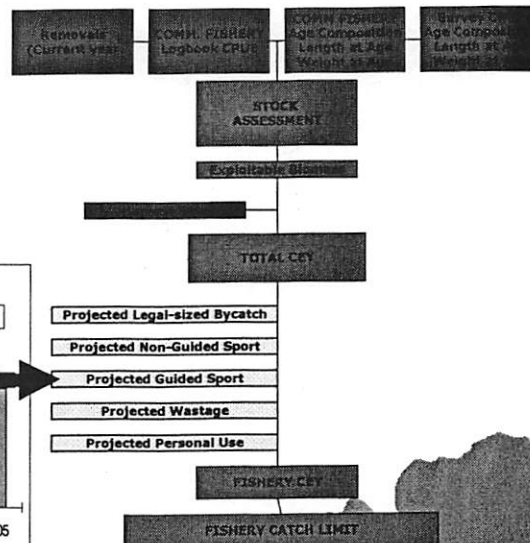 Removals
(Current year
COMM. FISHERY
Logbook CPUE
COMM FISHERY
Age Composition
Length at Age
Weight at Age
Survey C
Age Compos
Length at A
Weight at
STOCK
ASSESSMENT
Exploitable Biomass
TOTAL CEY
Projected Legal-sized Bycatch
Projected Non-Guided Sport
Projected Guided Sport
Projected Wastage
Projected Personal Use
FISHERY CEY
05
FISHERY CATCH LIMIT